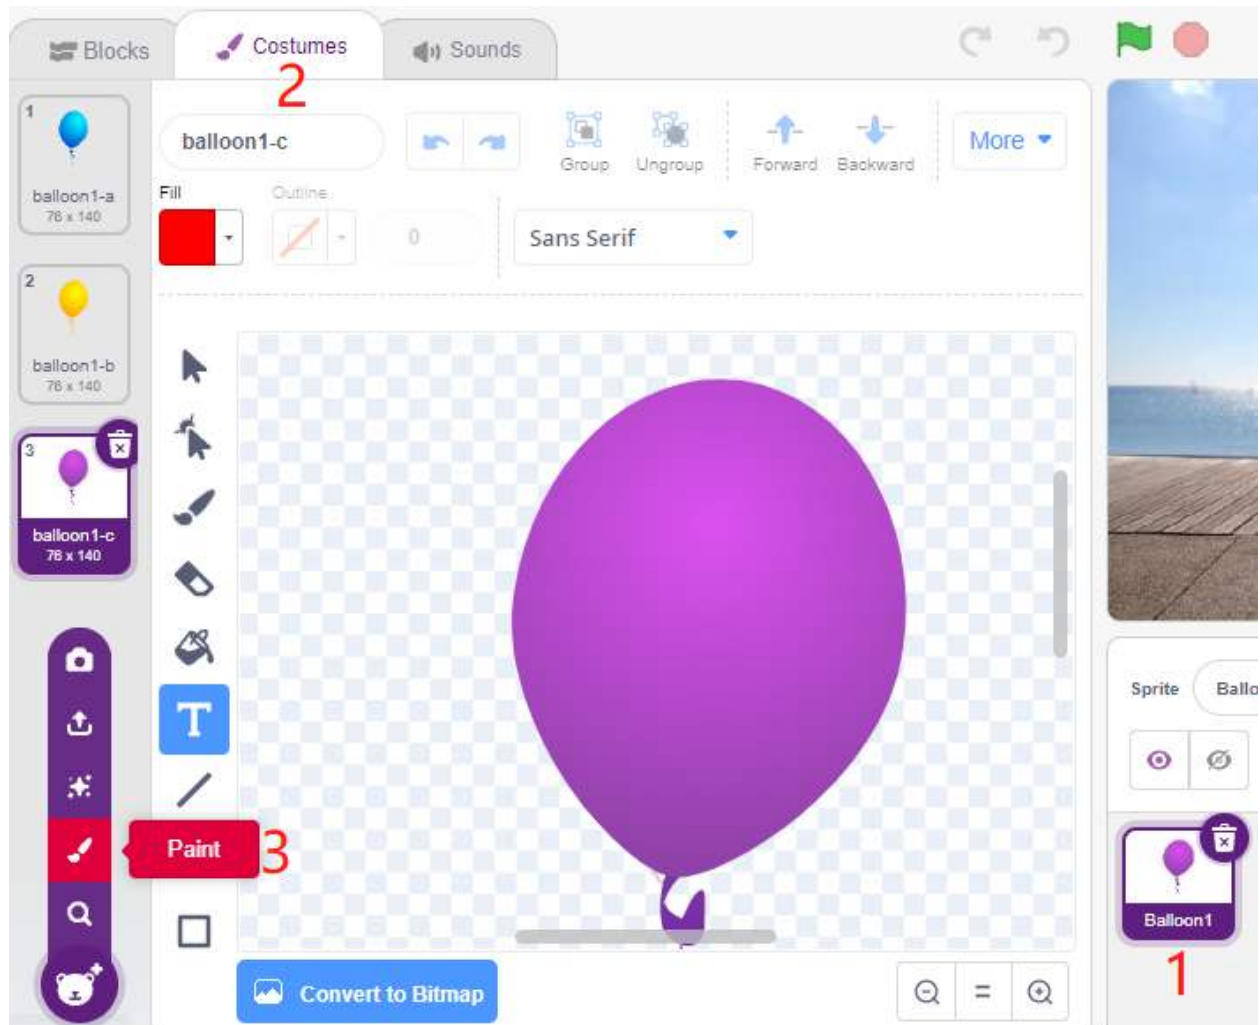 Blocks
Costumes
Sounds
2
1
balloon1-a
76 x 140
2
balloon1-b
76 x 140
3
balloon1-c
76 x 140
balloon1-c
Group
Ungroup
Forward
Backward
More
Fill
Outline
0
Sans Serif
T
Paint
3
Convert to Bitmap
=
Sprite
Ballo
Balloon1
1